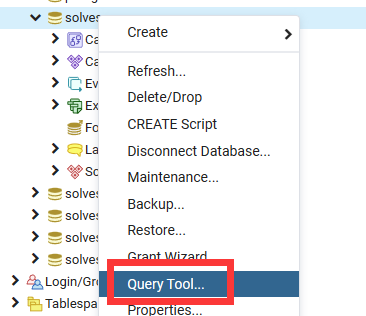 solves
Create
Ca
Refresh...
Ca
Delete/Drop
Ev
CREATE Script
Ex
Disconnect Database...
Fo
Maintenance...
La
Backup...
Restore...
solves
Grant Wizard
solves
Query Tool...
solves
solves
Login/Gro
Tablespa
Properties...